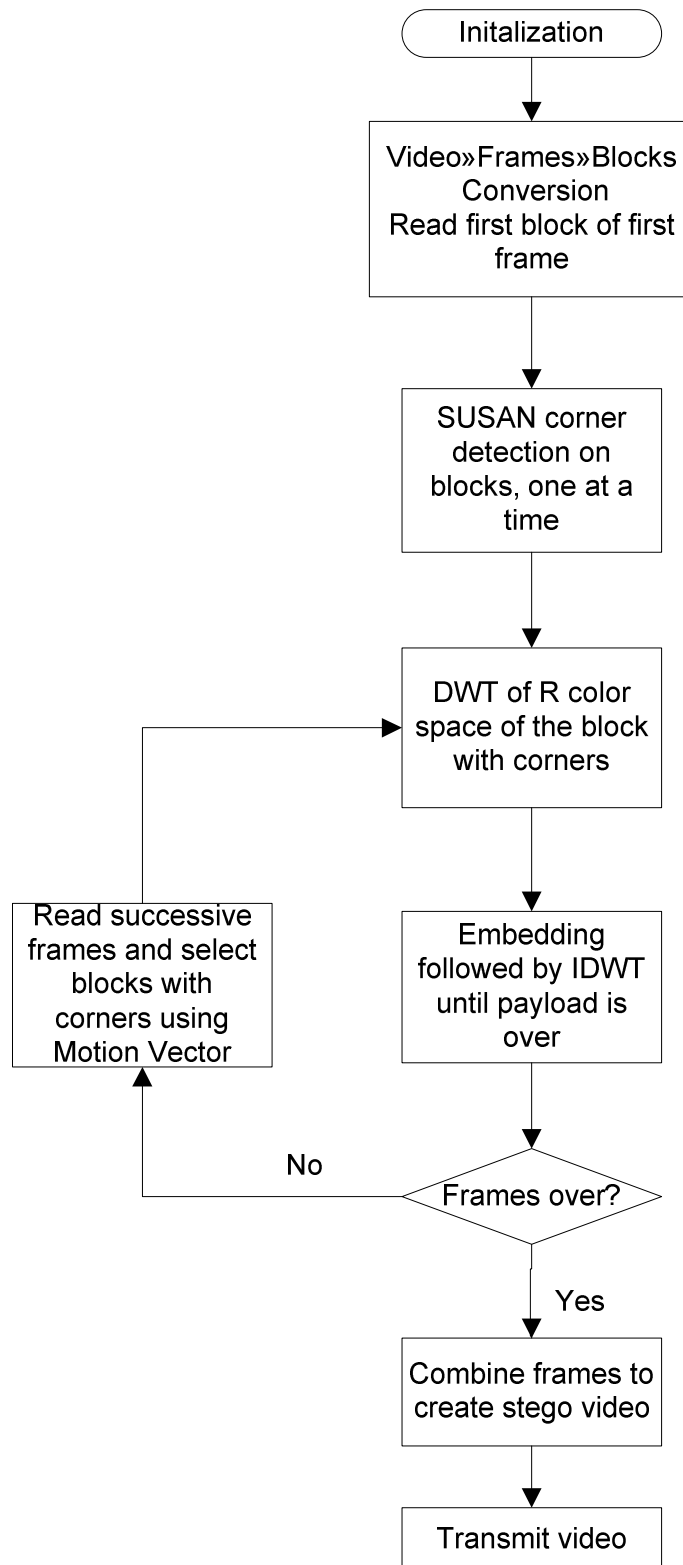 Initalization
Video»Frames»Blocks
Conversion
Read first block of first
frame
SUSAN corner
detection on
blocks, one at a
time
DWT of R color
space of the block
with corners
Read successive
frames and select
blocks with
corners using
Motion Vector
Embedding
followed by IDWT
until payload is
over
No
Frames over?
Yes
Combine frames to
create stego video
Transmit video